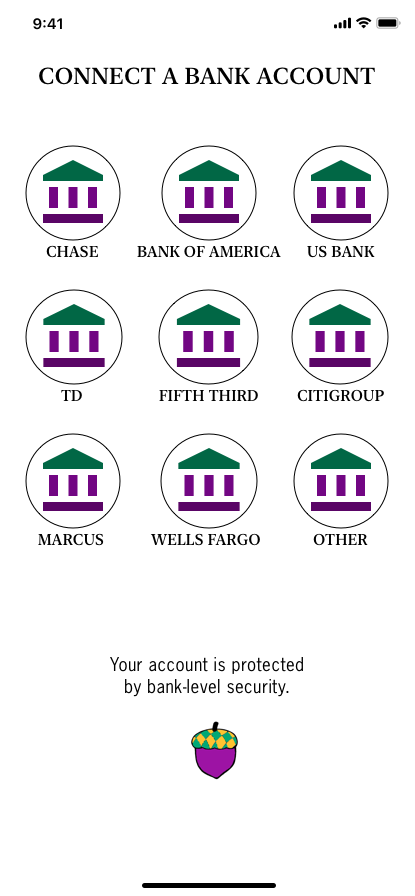 9:41
CONNECT A BANK ACCOUNT
CHASE
BANK OF AMERICA
US BANK
TD
FIFTH THIRD
CITIGROUP
MARCUS
WELLS FARGO
OTHER
Your account is protected
by bank-level security.